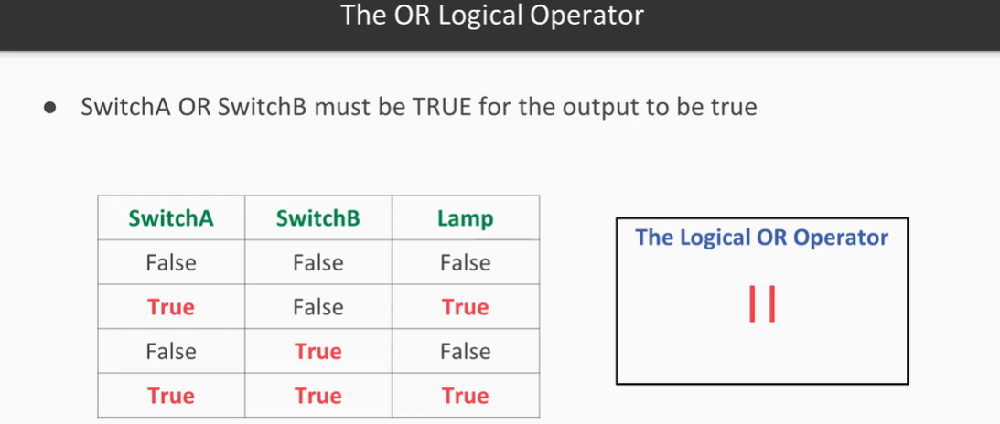 The OR Logical Operator
● SwitchA OR SwitchB must be TRUE for the output to be true
SwitchA SwitchB Lamp
False False False
True False True
False True False
True True True
The Logical OR Operator
||